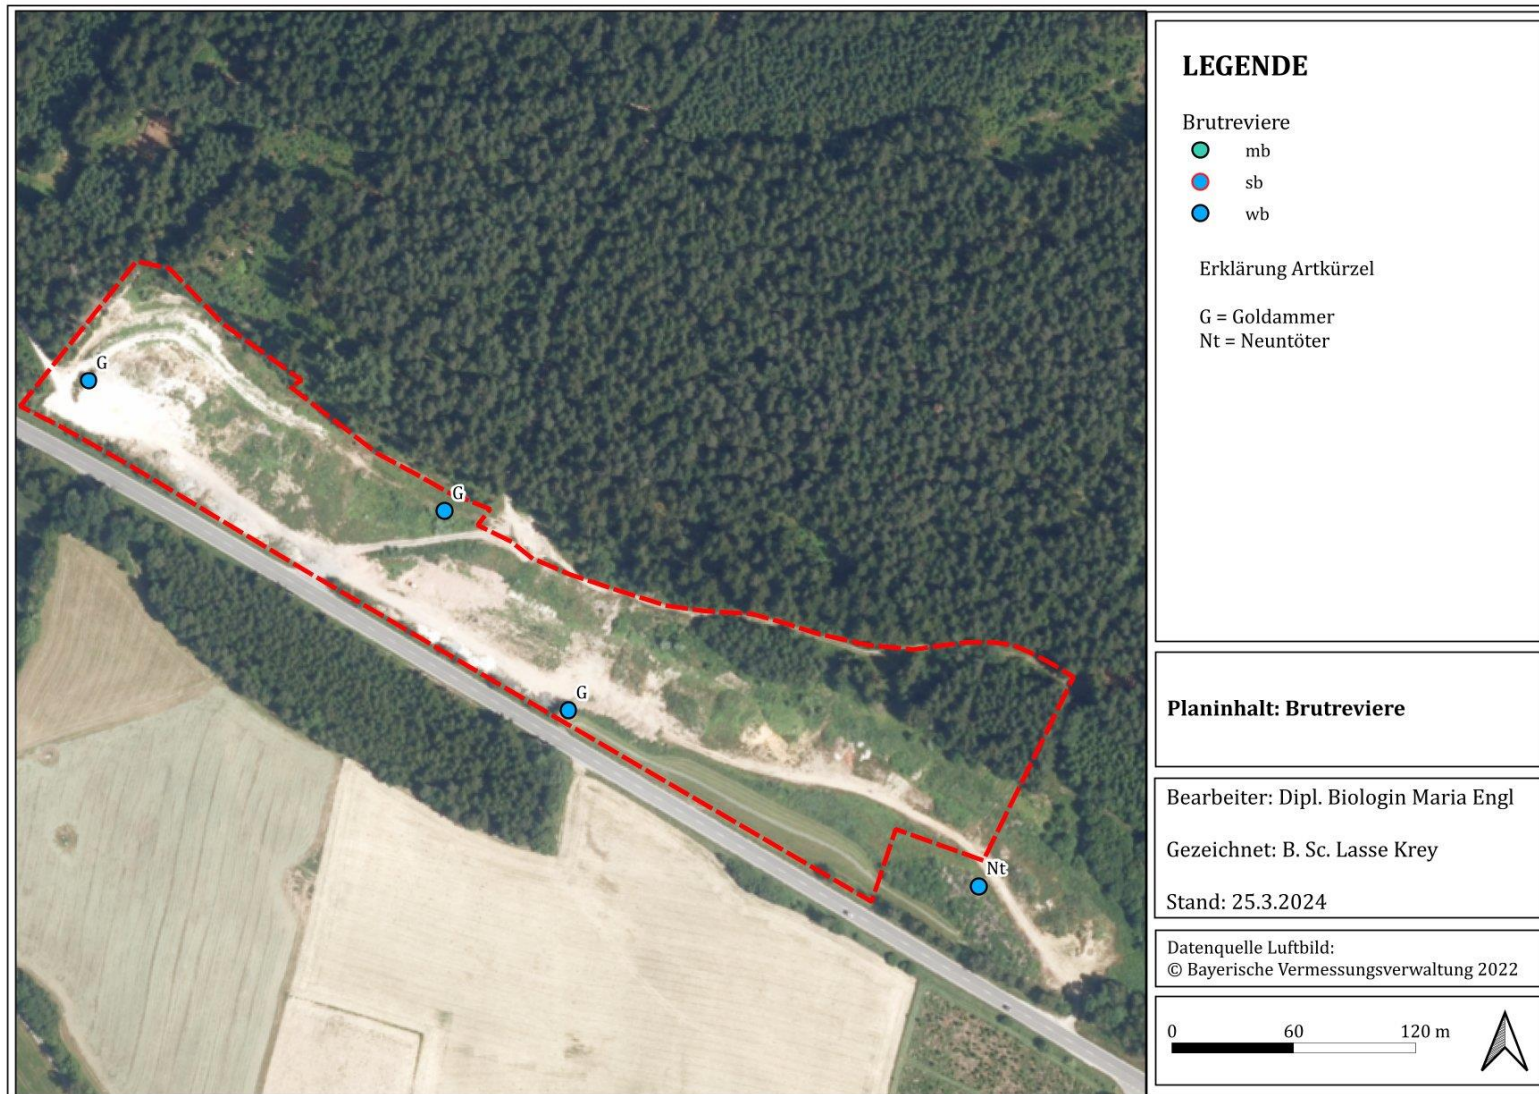 G
G
G
Nt
LEGENDE
Brutreviere
mb
sb
wb
Erklärung Artkürzel
G = Goldammer
Nt = Neuntöter
Planinhalt: Brutreviere
Bearbeiter: Dipl. Biologin Maria Engl
Gezeichnet: B. Sc. Lasse Krey
Stand: 25.3.2024
Datenquelle Luftbild:
© Bayerische Vermessungsverwaltung 2022
0 60 120 m